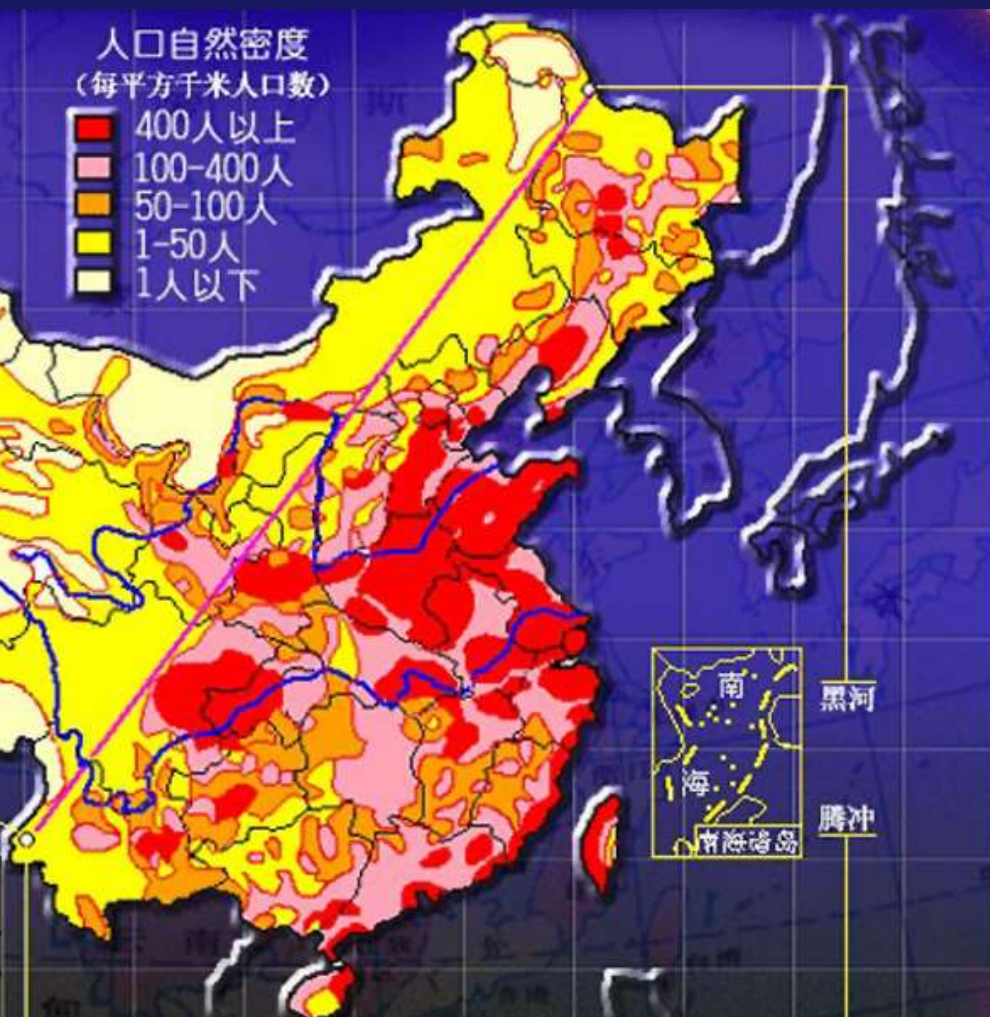 人口自然密度
（每平方千米人口数）
400人以上
100-400人
50-100人
1-50人
1人以下
斯
黑河
南
海
南海诸岛
腾冲
南